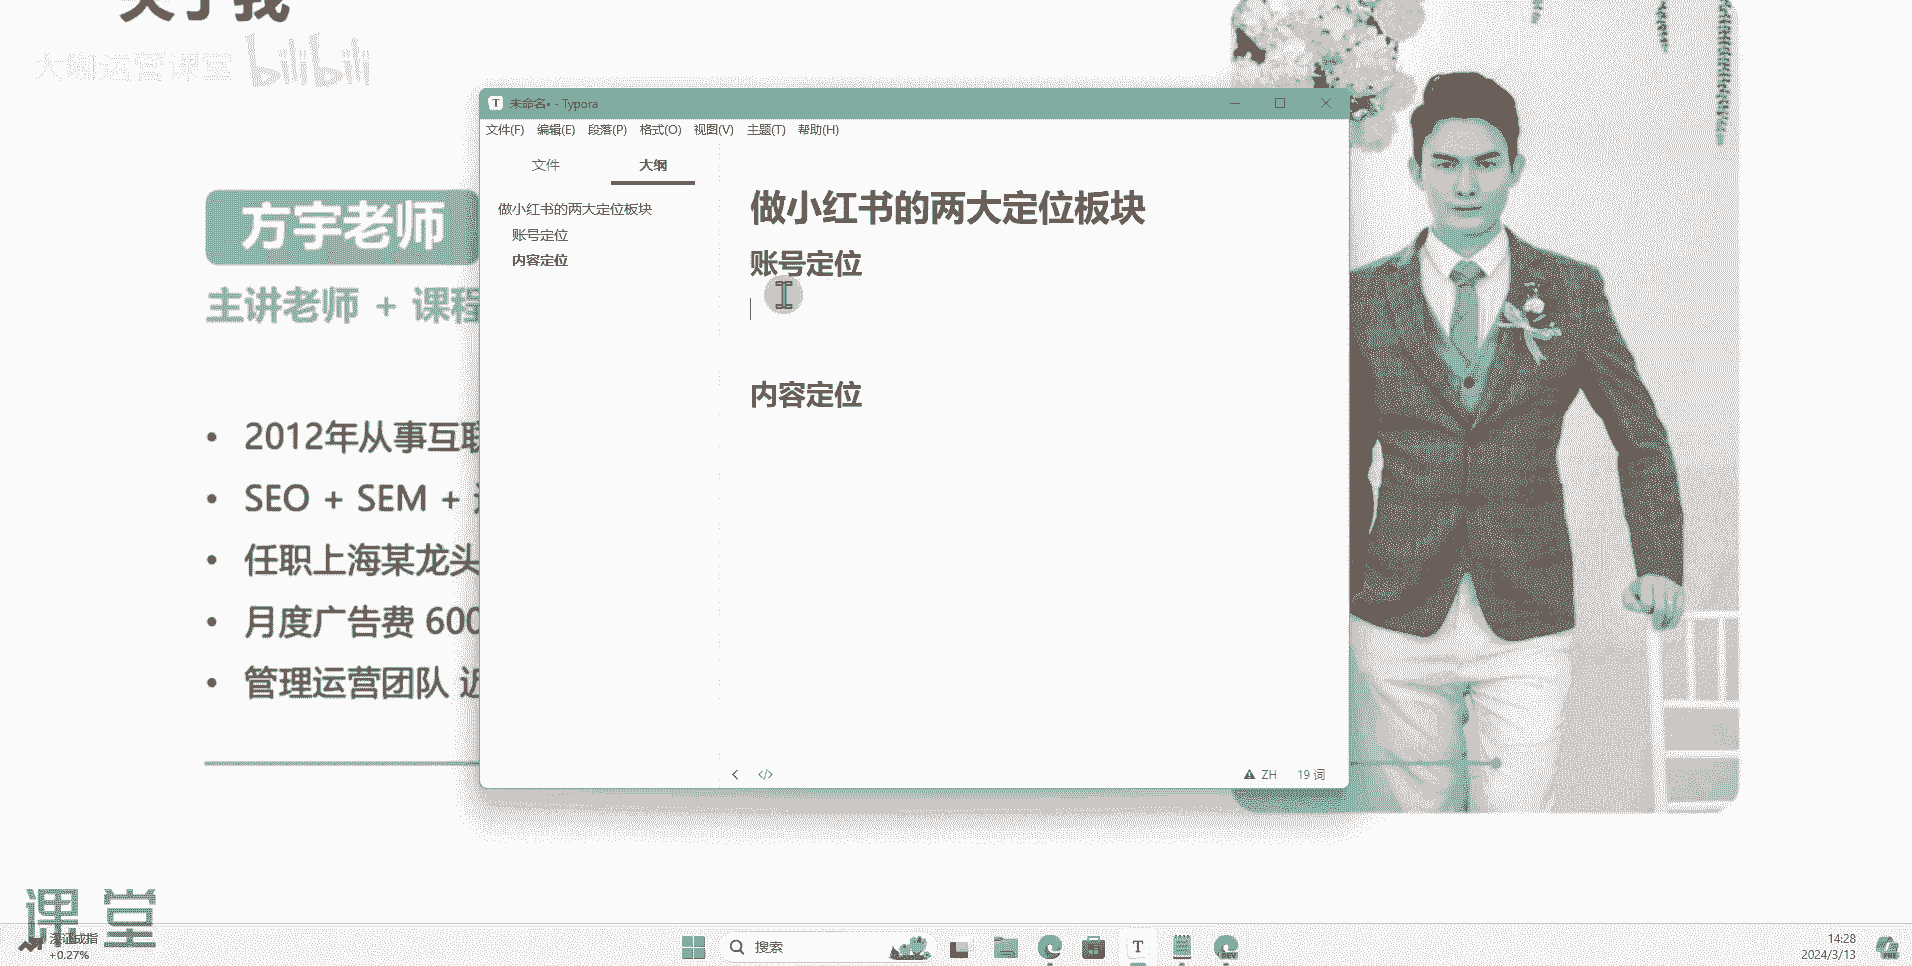 关于我
大阳运营课堂 bilibili
方宇老师
主讲老师 + 课程
2012年从事互联
SEO + SEM +
任职上海某龙头
月度广告费 600
管理运营团队 近
未命名• - Typora
文件(F) 编辑(E) 段落(P) 格式(O) 视图(V) 主题(T) 帮助(H)
文件 大纲
做小红书的两大定位板块
账号定位
内容定位
做小红书的两大定位板块
账号定位
内容定位
ZH 19 词
课堂
深证成指
+0.27%
搜索
14:28
2024/3/13